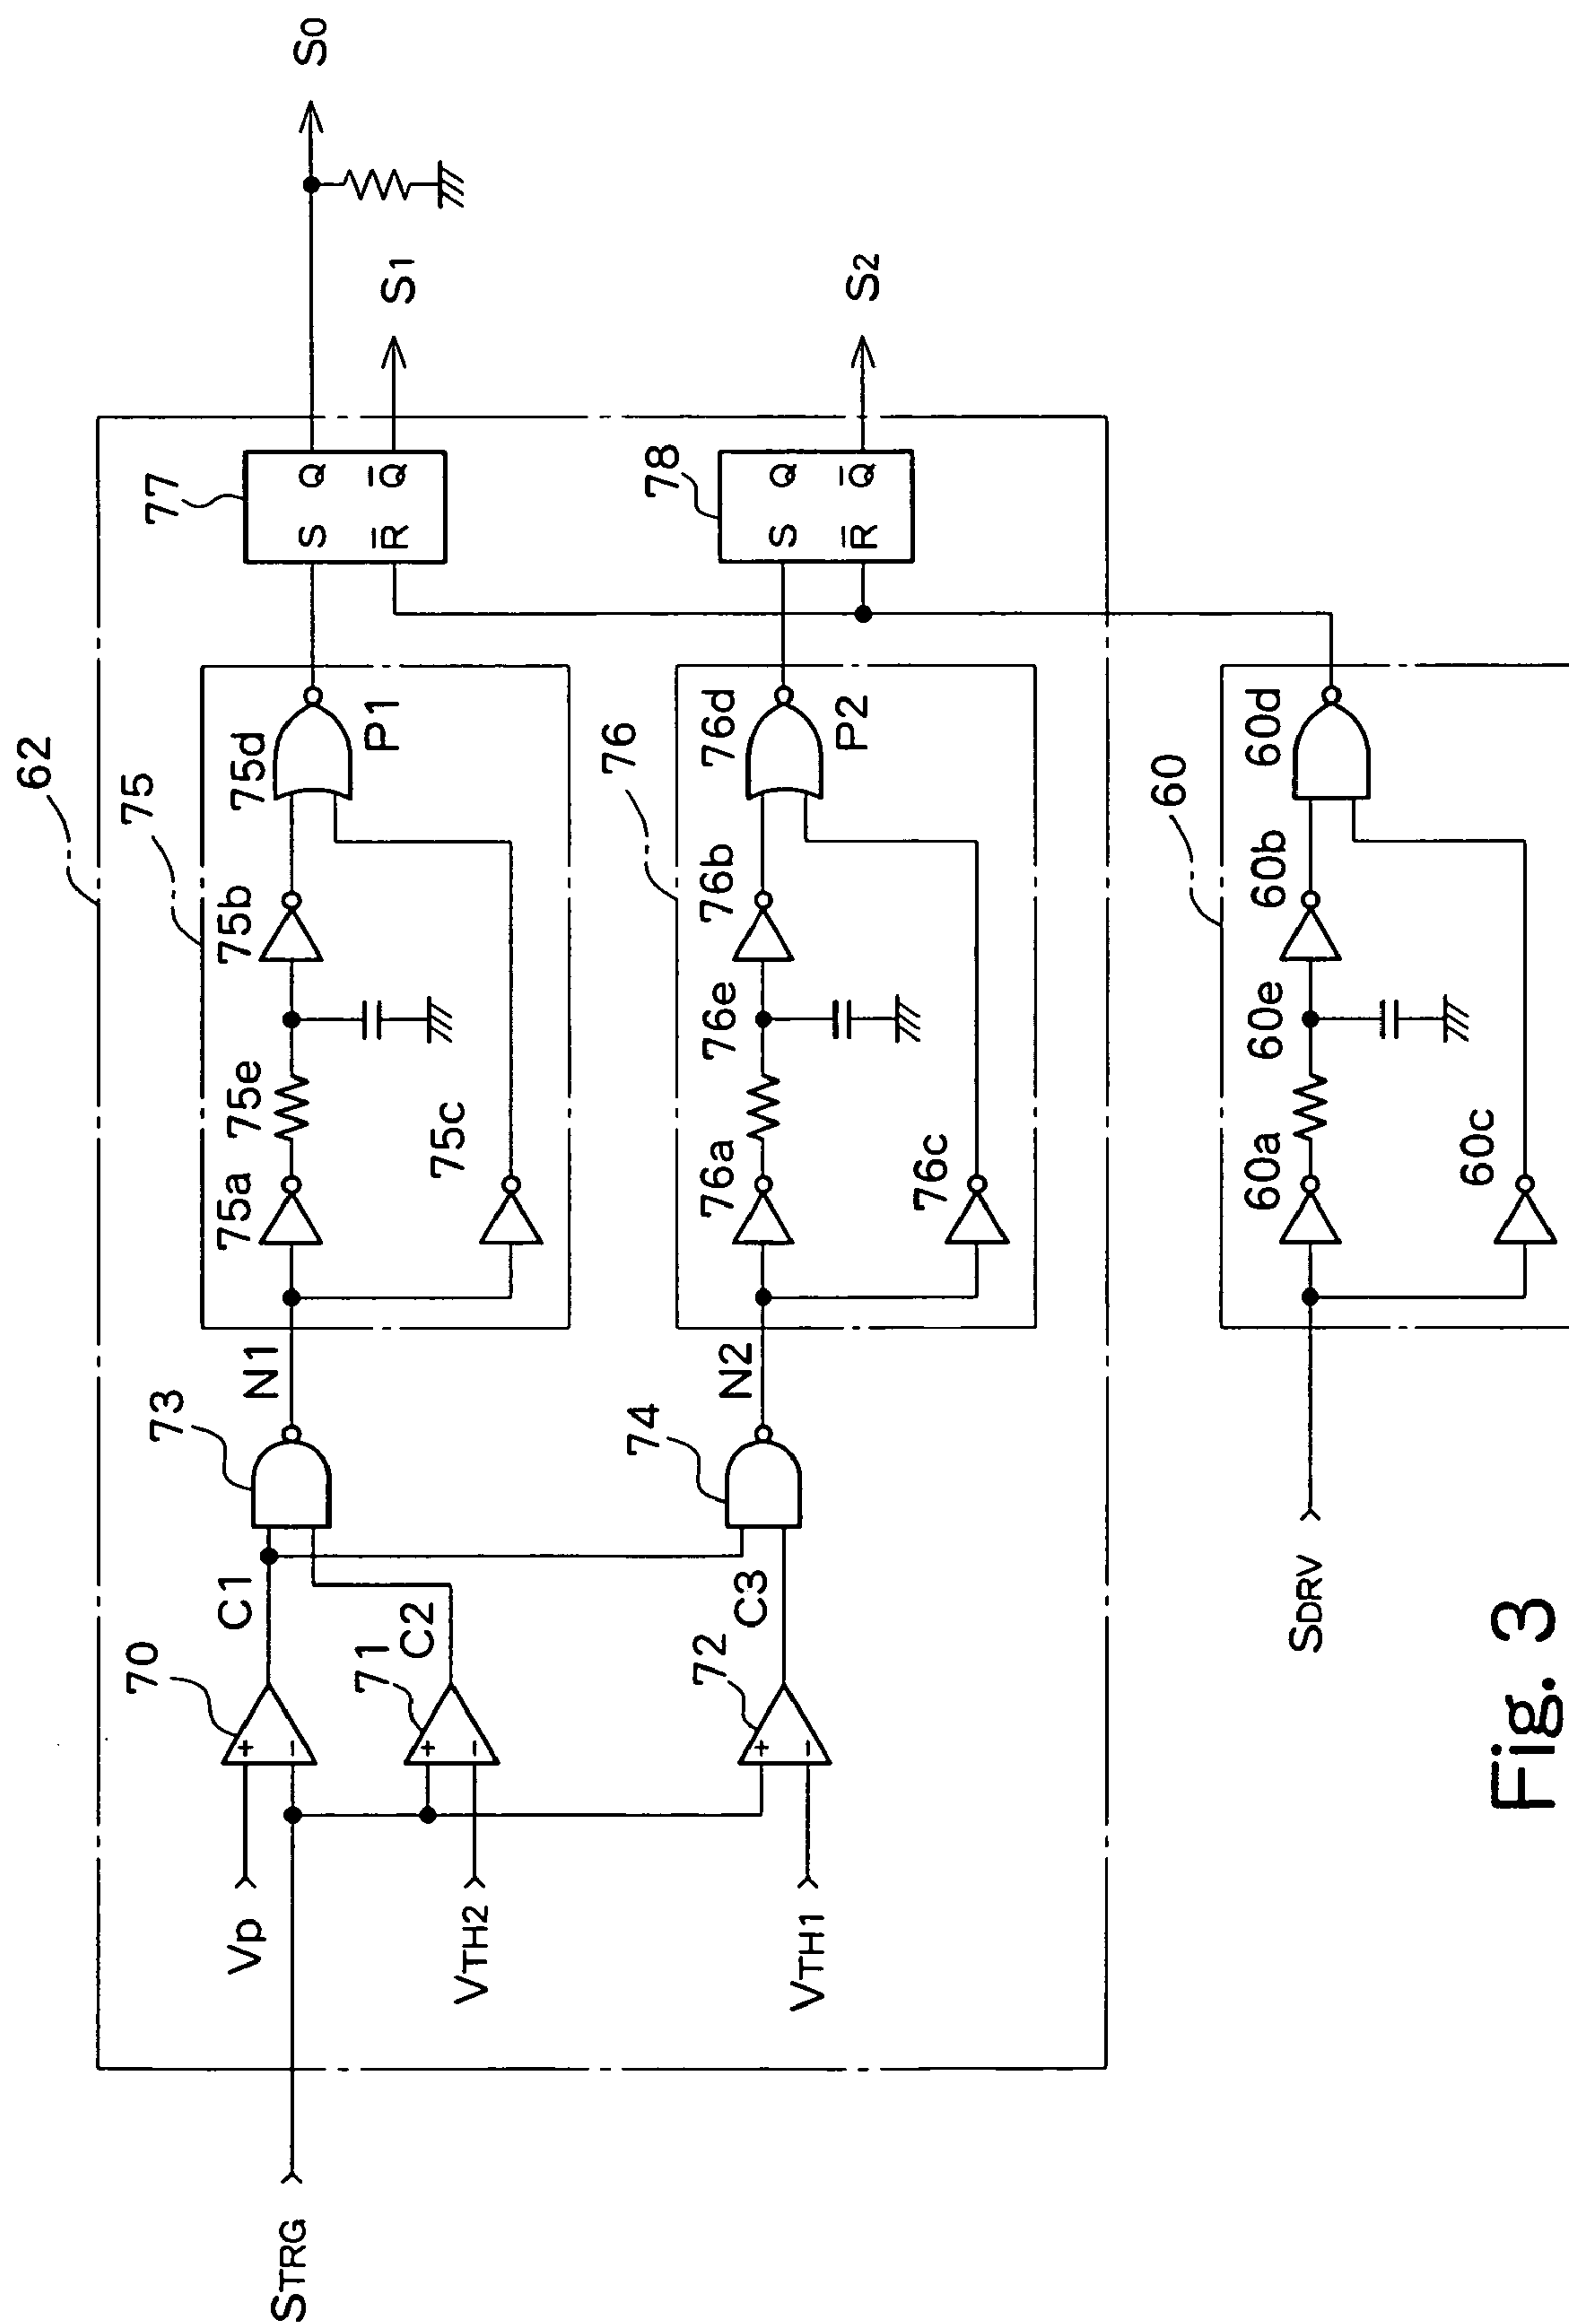 62
S0
77
S Q
R̅ Q̅
S1
75
75a
75e
75b
75d
P1
75c
73
N1
70
C1
Vp
+
−
STRG
71
C2
+
−
VTH2
78
S Q
R̅ Q̅
S2
76
76a
76e
76b
76d
P2
76c
74
N2
72
C3
+
−
VTH1
60
60a
60e
60b
60d
60c
SDRV
Fig. 3